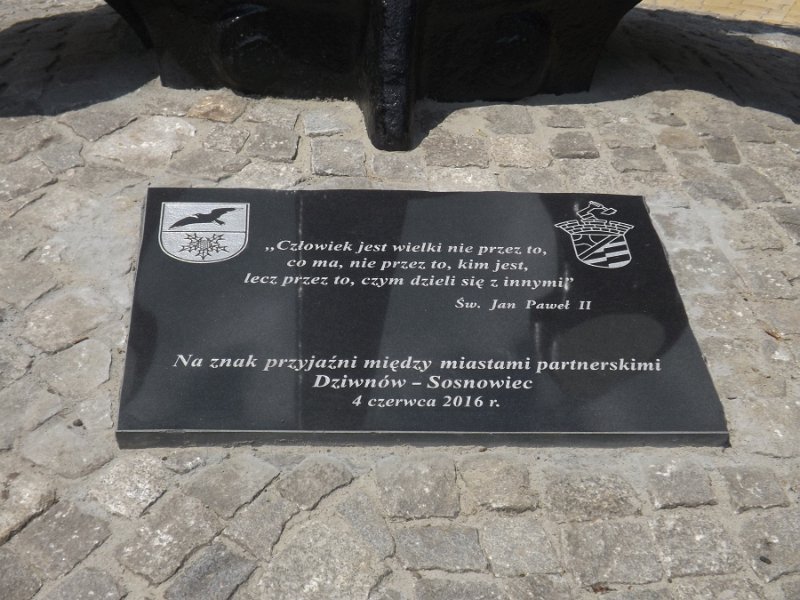 „Człowiek jest wielki nie przez to,
co ma, nie przez to, kim jest,
lecz przez to, czym dzieli się z innymi”
Św. Jan Paweł II
Na znak przyjaźni między miastami partnerskimi
Dziwnów – Sosnowiec
4 czerwca 2016 r.